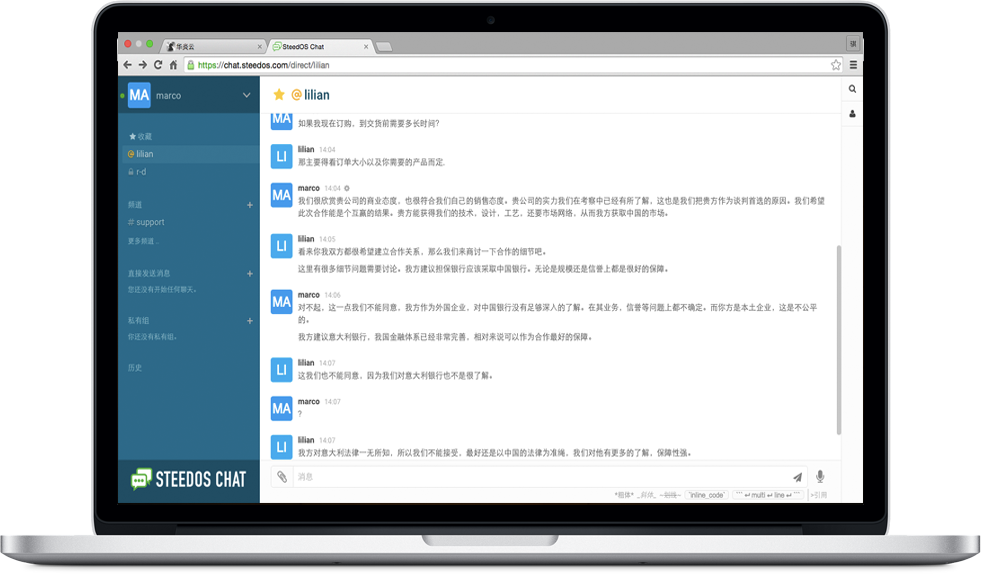 华炎云
SteedOS Chat
https://chat.steedos.com/direct/lilian
MA
marco
@lilian
收藏
@lilian
r-d
频道
+
# support
更多频道...
直接发送消息
+
您还没有开始任何聊天。
私有组
+
你还没有私有组。
历史
STEEDOS CHAT
MA
如果我现在订购，到交货前需要多长时间?
LI
lilian 14:04
那主要得看订单大小以及你需要的产品而定.
MA
marco 14:04
我们很欣赏贵公司的商业态度，也很符合我们自己的销售态度。贵公司的实力我们在考察中已经有所了解，这也是我们把贵方作为谈判首选的原因。我们希望
此次合作能是个互赢的结果。贵方能获得我们的技术，设计，工艺，还要市场网络，从而我方获取中国的市场。
LI
lilian 14:05
看来你我双方都很希望建立合作关系，那么我们来商讨一下合作的细节吧。
这里有很多细节问题需要讨论。我方建议担保银行应该采取中国银行。无论是规模还是信誉上都是很好的保障。
MA
marco 14:06
对不起，这一点我们不能同意，我方作为外国企业，对中国银行没有足够深入的了解。在其业务，信誉等问题上都不确定。而你方是本土企业，这是不公平
的。
我方建议意大利银行，我国金融体系已经非常完善，相对来说可以作为合作最好的保障。
LI
lilian 14:07
这我们也不能同意，因为我们对意大利银行也不是很了解。
MA
marco 14:07
?
LI
lilian 14:07
我方对意大利法律一无所知，所以我们不能接受，最好还是以中国的法律为准绳，我们对他有更多的了解，保障性强。
消息
*粗体* _斜体_ ~划线~ `inline_code` ``` ↵ multi ↵ line ↵ ``` >引用